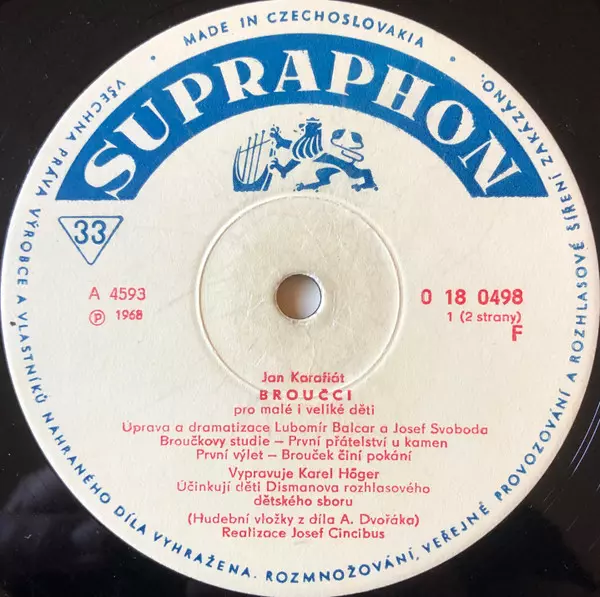 • MADE IN CZECHOSLOVAKIA •
SUPRAPHON
33
A 4593
Ⓟ 1968
0 18 0498
1 (2 strany)
F
Jan Karafiát
BROUČCI
pro malé i veliké děti
Úprava a dramatizace Lubomír Balcar a Josef Svoboda
Broučkovy studie – První přátelství u kamen
První výlet – Brouček činí pokání
Vypravuje Karel Höger
Účinkují děti Dismanova rozhlasového
dětského sboru
(Hudební vložky z díla A. Dvořáka)
Realizace Josef Cincibus
VŠECHNA PRÁVA VÝROBCE A VLASTNÍKŮ NAHRANÉHO DÍLA VYHRAŽENA. ROZMNOŽOVÁNÍ, VEŘEJNÉ PROVOZOVÁNÍ A ROZHLASOVÉ ŠÍŘENÍ ZAKÁZÁNO.